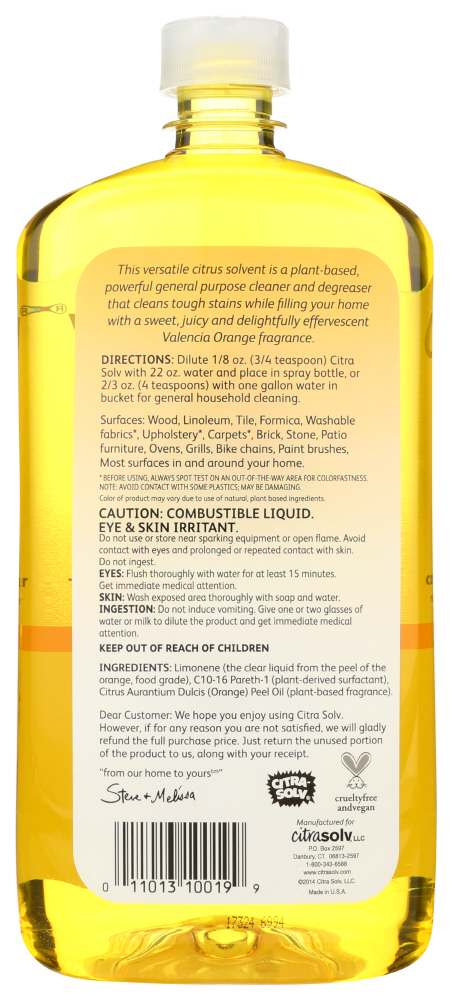 This versatile citrus solvent is a plant-based,
powerful general purpose cleaner and degreaser
that cleans tough stains while filling your home
with a sweet, juicy and delightfully effervescent
Valencia Orange fragrance.
DIRECTIONS: Dilute 1/8 oz. (3/4 teaspoon) Citra
Solv with 22 oz. water and place in spray bottle, or
2/3 oz. (4 teaspoons) with one gallon water in
bucket for general household cleaning.
Surfaces: Wood, Linoleum, Tile, Formica, Washable
fabrics*, Upholstery*, Carpets*, Brick, Stone, Patio
furniture, Ovens, Grills, Bike chains, Paint brushes,
Most surfaces in and around your home.
* BEFORE USING, ALWAYS SPOT TEST ON AN OUT-OF-THE-WAY AREA FOR COLORFASTNESS.
NOTE: AVOID CONTACT WITH SOME PLASTICS; MAY BE DAMAGING.
Color of product may vary due to use of natural, plant based ingredients.
CAUTION: COMBUSTIBLE LIQUID.
EYE & SKIN IRRITANT.
Do not use or store near sparking equipment or open flame. Avoid
contact with eyes and prolonged or repeated contact with skin.
Do not ingest.
EYES: Flush thoroughly with water for at least 15 minutes.
Get immediate medical attention.
SKIN: Wash exposed area thoroughly with soap and water.
INGESTION: Do not induce vomiting. Give one or two glasses of
water or milk to dilute the product and get immediate medical
attention.
KEEP OUT OF REACH OF CHILDREN
INGREDIENTS: Limonene (the clear liquid from the peel of the
orange, food grade), C10-16 Pareth-1 (plant-derived surfactant),
Citrus Aurantium Dulcis (Orange) Peel Oil (plant-based fragrance).
Dear Customer: We hope you enjoy using Citra Solv.
However, if for any reason you are not satisfied, we will gladly
refund the full purchase price. Just return the unused portion
of the product to us, along with your receipt.
"from our home to yours℠"
Steve + Melissa
CITRA-
SOLV®
crueltyfree
andvegan
Manufactured for
citrasolv, LLC
P.O. Box 2597
Danbury, CT. 06813-2597
1-800-343-6588
www.citrasolv.com
©2014 Citra Solv, LLC.
Made in U.S.A.
0 11013 10019 9
17324 6994